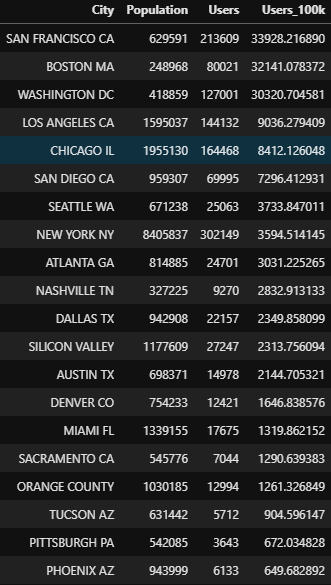 City Population Users Users_100k
SAN FRANCISCO CA 629591 213609 33928.216890
BOSTON MA 248968 80021 32141.078372
WASHINGTON DC 418859 127001 30320.704581
LOS ANGELES CA 1595037 144132 9036.279409
CHICAGO IL 1955130 164468 8412.126048
SAN DIEGO CA 959307 69995 7296.412931
SEATTLE WA 671238 25063 3733.847011
NEW YORK NY 8405837 302149 3594.514145
ATLANTA GA 814885 24701 3031.225265
NASHVILLE TN 327225 9270 2832.913133
DALLAS TX 942908 22157 2349.858099
SILICON VALLEY 1177609 27247 2313.756094
AUSTIN TX 698371 14978 2144.705321
DENVER CO 754233 12421 1646.838576
MIAMI FL 1339155 17675 1319.862152
SACRAMENTO CA 545776 7044 1290.639383
ORANGE COUNTY 1030185 12994 1261.326849
TUCSON AZ 631442 5712 904.596147
PITTSBURGH PA 542085 3643 672.034828
PHOENIX AZ 943999 6133 649.682892